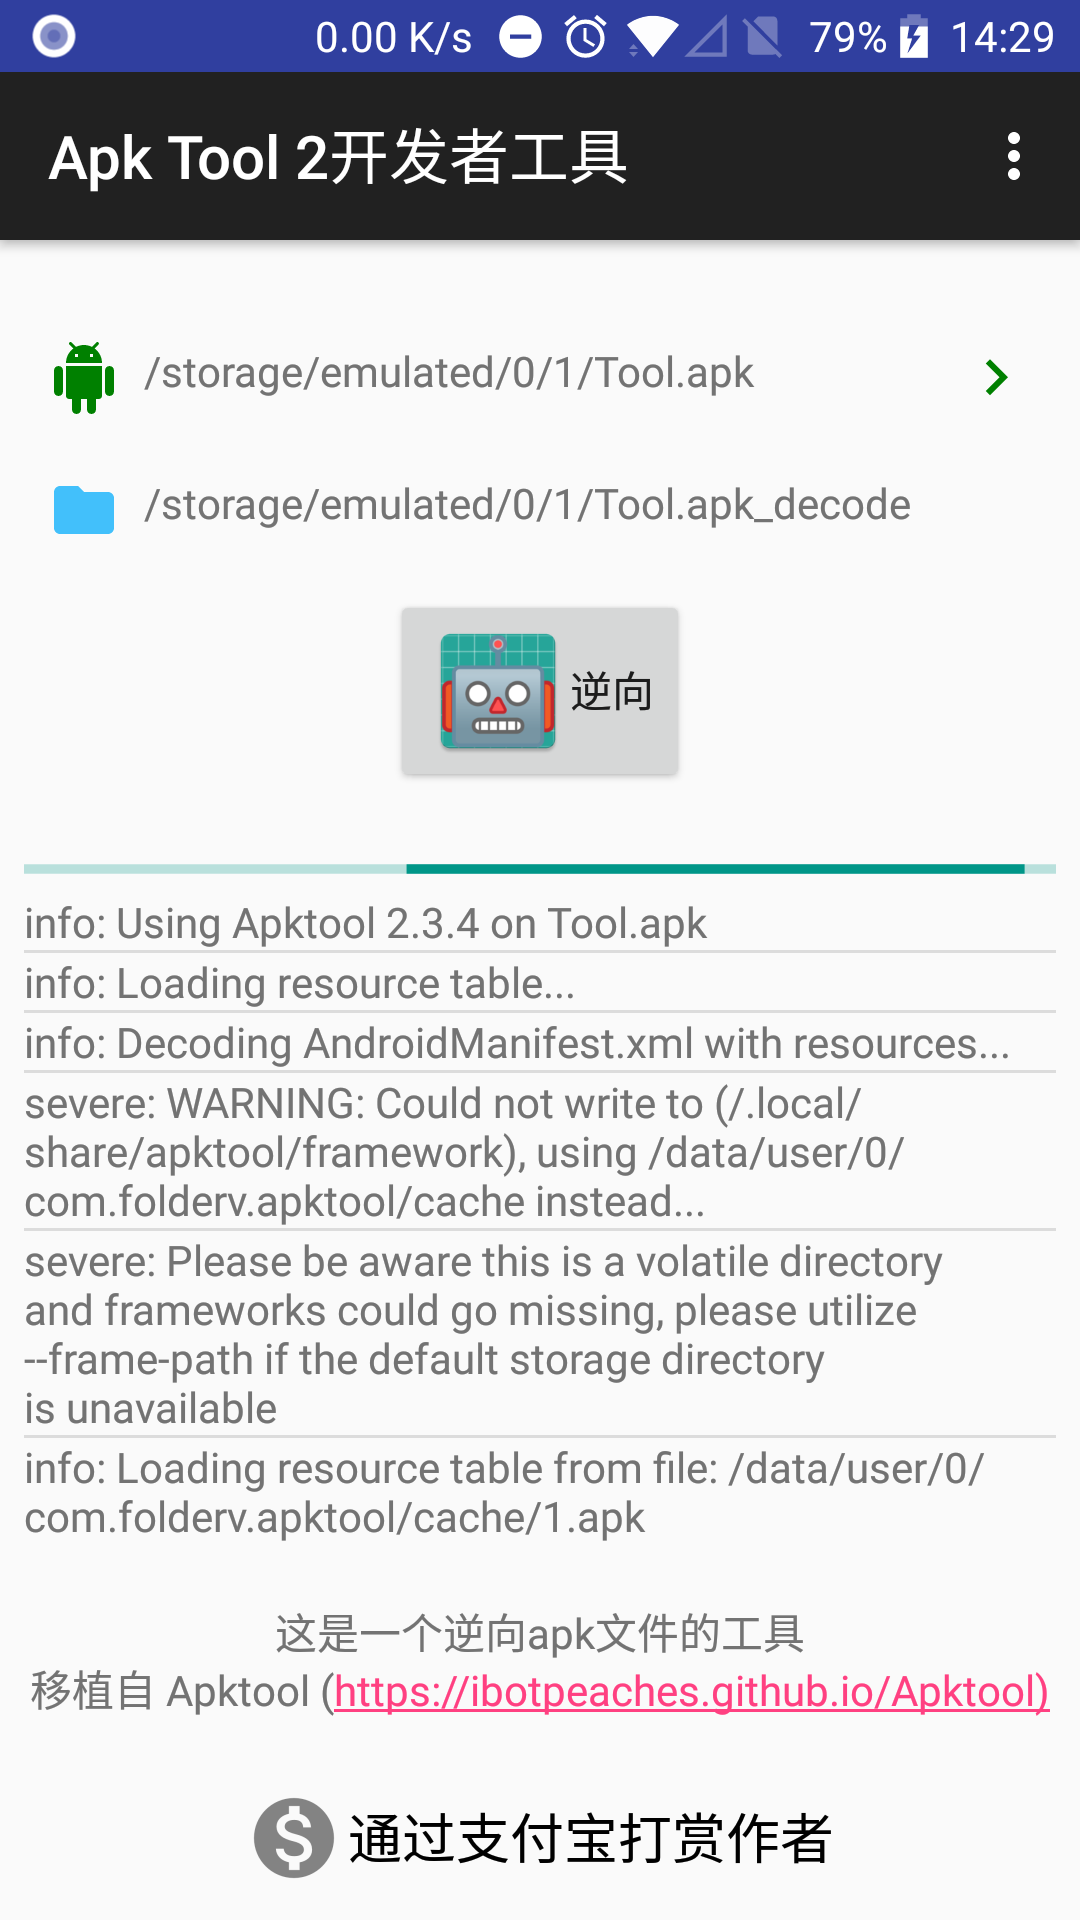 0.00 K/s 79% 14:29
Apk Tool 2开发者工具
/storage/emulated/0/1/Tool.apk
/storage/emulated/0/1/Tool.apk_decode
逆向
info: Using Apktool 2.3.4 on Tool.apk
info: Loading resource table...
info: Decoding AndroidManifest.xml with resources...
severe: WARNING: Could not write to (/.local/
share/apktool/framework), using /data/user/0/
com.folderv.apktool/cache instead...
severe: Please be aware this is a volatile directory
and frameworks could go missing, please utilize
--frame-path if the default storage directory
is unavailable
info: Loading resource table from file: /data/user/0/
com.folderv.apktool/cache/1.apk
这是一个逆向apk文件的工具
移植自 Apktool (https://ibotpeaches.github.io/Apktool)
通过支付宝打赏作者